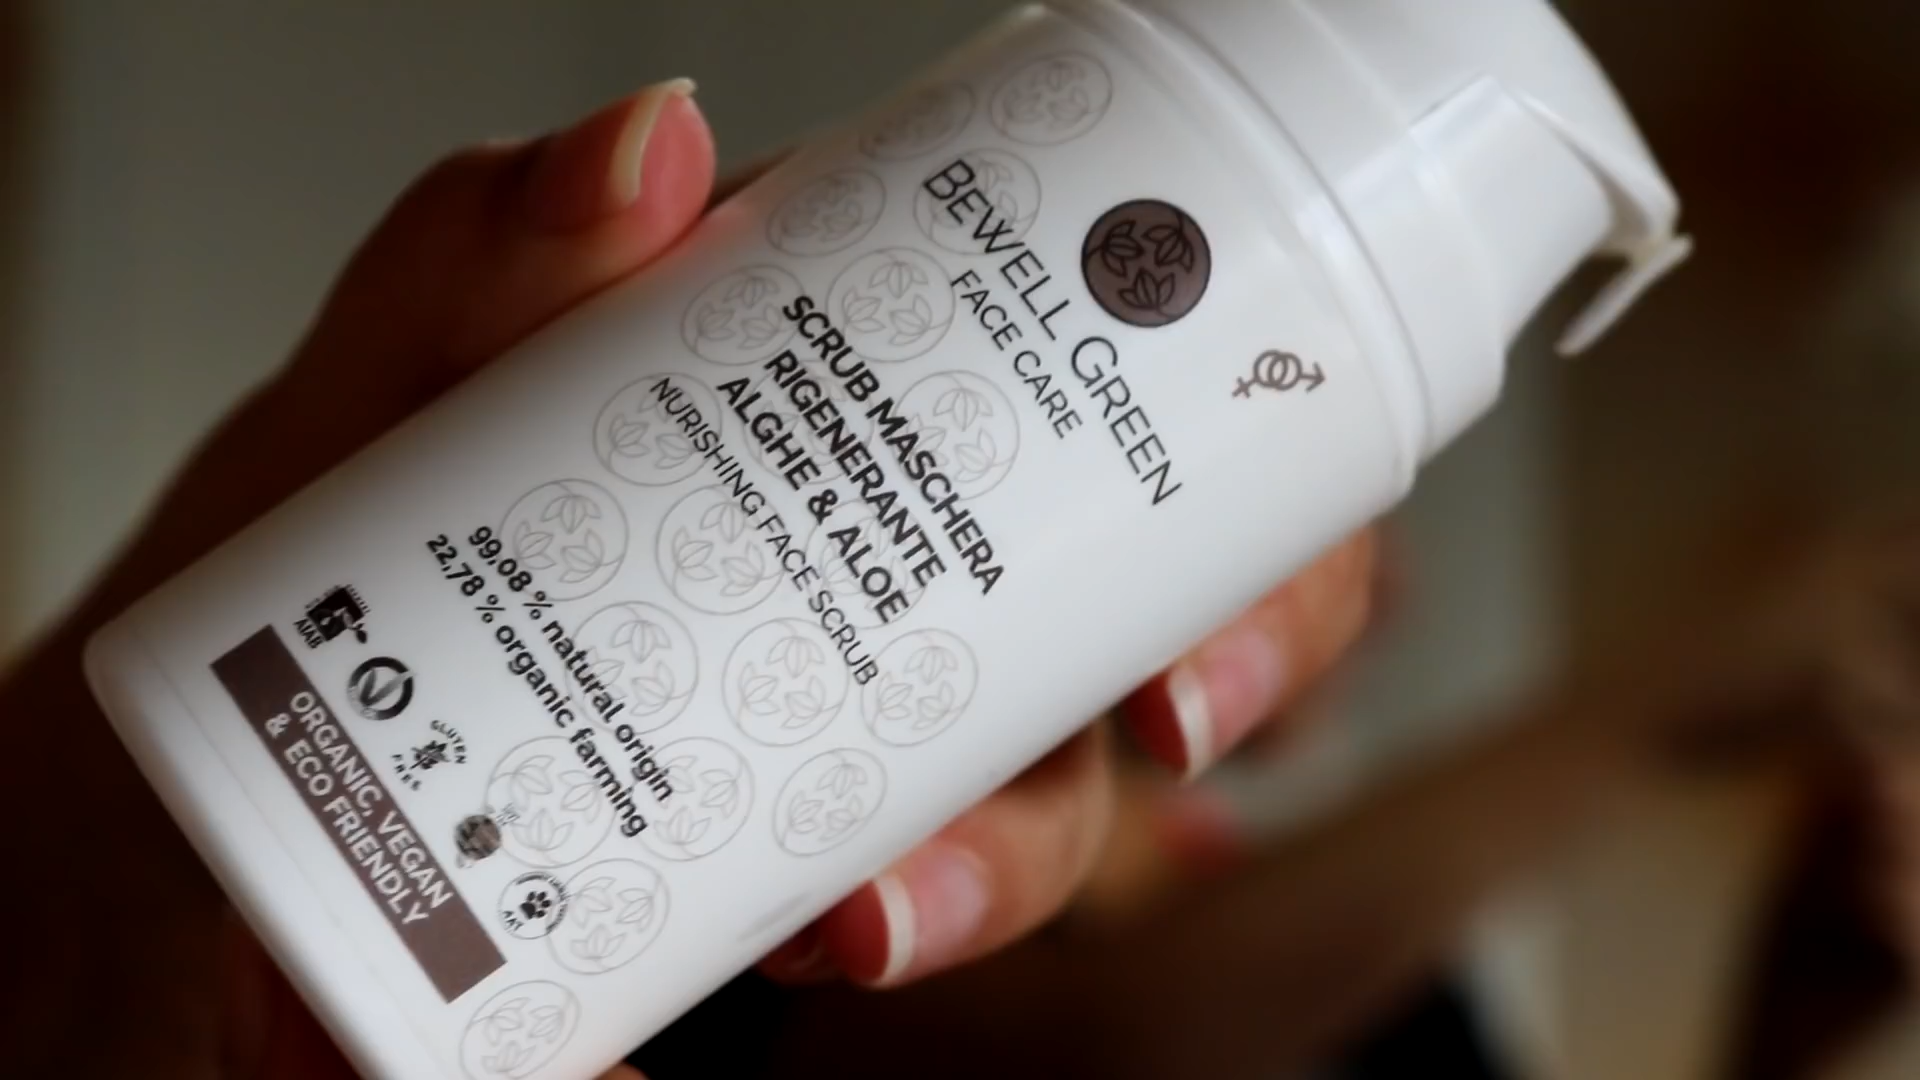 BEWELL GREEN
FACE CARE
SCRUB MASCHERA
RIGENERANTE
ALGHE & ALOE
NURISHING FACE SCRUB
99,08 % natural origin
22,78 % organic farming
AIAB
GLUTEN
FREE
ORGANIC, VEGAN
& ECO FRIENDLY